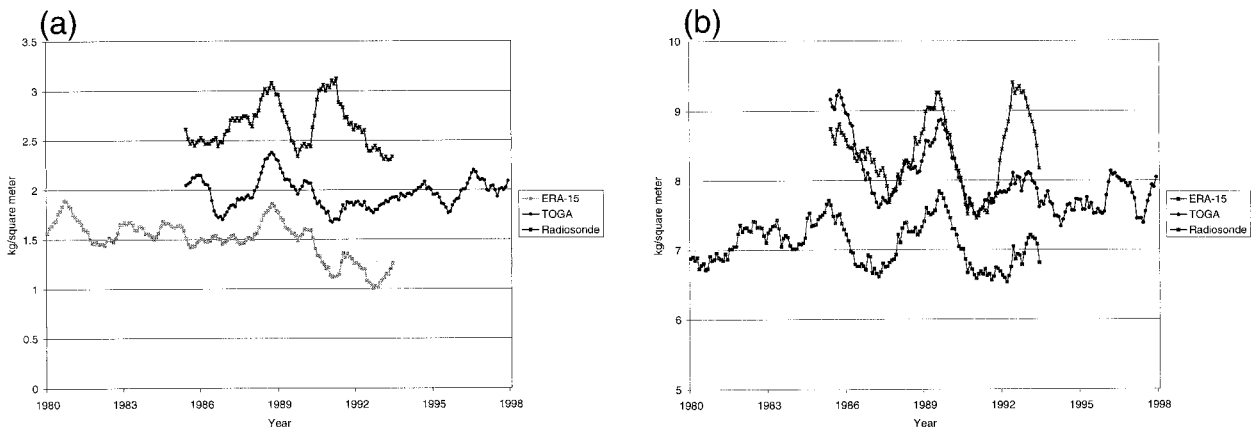 (a)
3.5
3
2.5
2
1.5
1
0.5
0
kg/square meter
1980 1983 1986 1989 1992 1995 1998
Year
ERA-15
TOGA
Radiosonde
(b)
10
9
8
7
6
5
kg/square meter
1980 1983 1986 1989 1992 1995 1998
Year
ERA-15
TOGA
Radiosonde